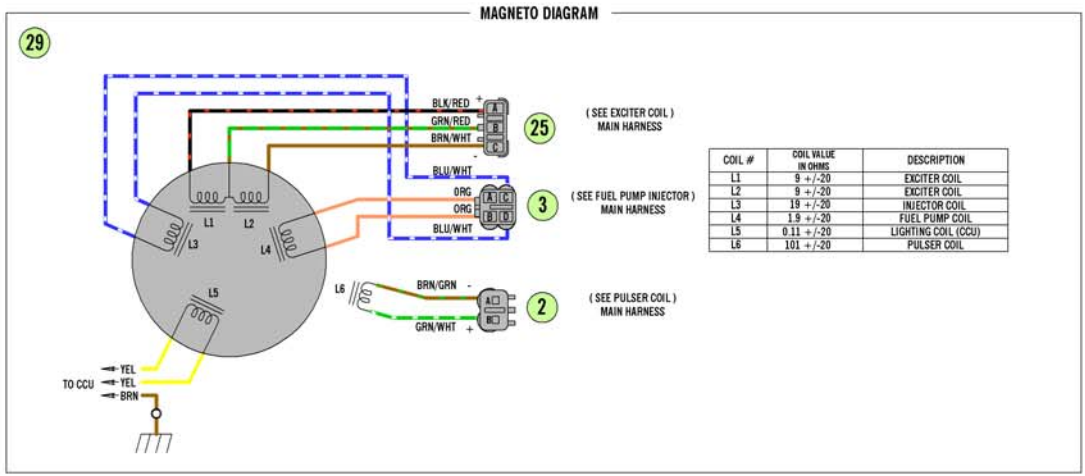 MAGNETO DIAGRAM
29
BLK/RED +
GRN/RED
BRN/WHT
-
A
B
C
25
( SEE EXCITER COIL )
MAIN HARNESS
BLU/WHT
ORG
ORG
BLU/WHT
A C
B D
3
( SEE FUEL PUMP INJECTOR )
MAIN HARNESS
L1 L2
L3
L4
L5
L6
BRN/GRN -
GRN/WHT +
A
B
2
( SEE PULSER COIL )
MAIN HARNESS
TO CCU
YEL
YEL
BRN
COIL # COIL VALUE IN OHMS DESCRIPTION
L1 9 +/-20 EXCITER COIL
L2 9 +/-20 EXCITER COIL
L3 19 +/-20 INJECTOR COIL
L4 1.9 +/-20 FUEL PUMP COIL
L5 0.11 +/-20 LIGHTING COIL (CCU)
L6 101 +/-20 PULSER COIL